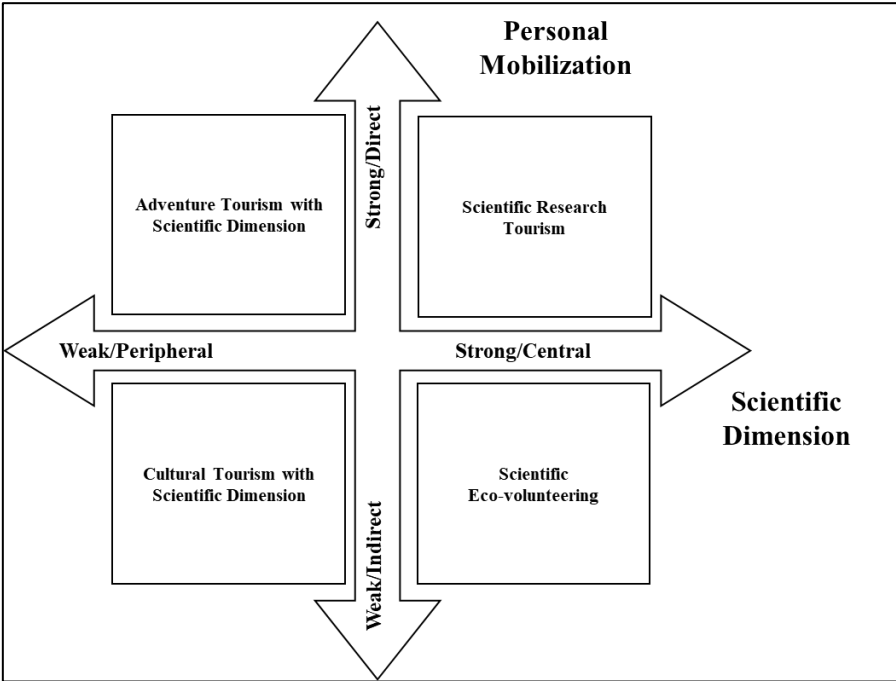 Personal
Mobilization
Strong/Direct
Adventure Tourism with
Scientific Dimension
Scientific Research
Tourism
Weak/Peripheral
Strong/Central
Scientific
Dimension
Cultural Tourism with
Scientific Dimension
Scientific
Eco-volunteering
Weak/Indirect